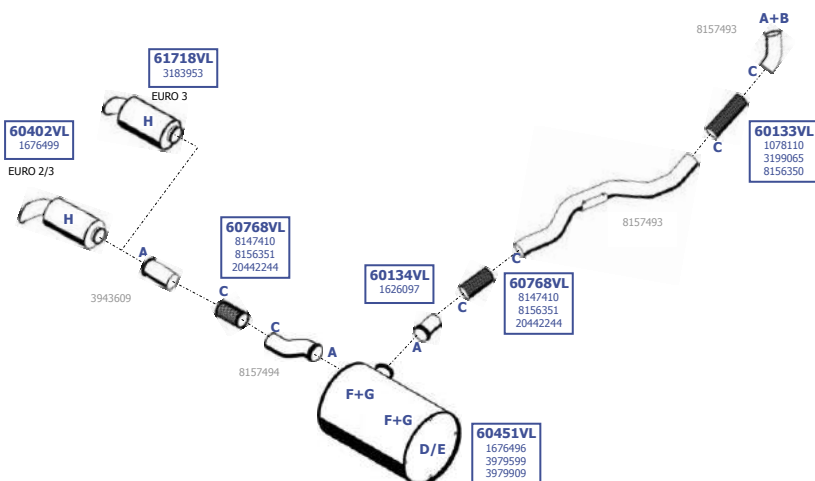 A+B
8157493
C
61718VL
3183953
EURO 3
H
60402VL
1676499
EURO 2/3
H
60133VL
1078110
3199065
8156350
C
8157493
60768VL
8147410
8156351
20442244
A
C
60134VL
1626097
C
60768VL
8147410
8156351
20442244
C
3943609
C
A
A
8157494
F+G
F+G
D/E
60451VL
1676496
3979599
3979909